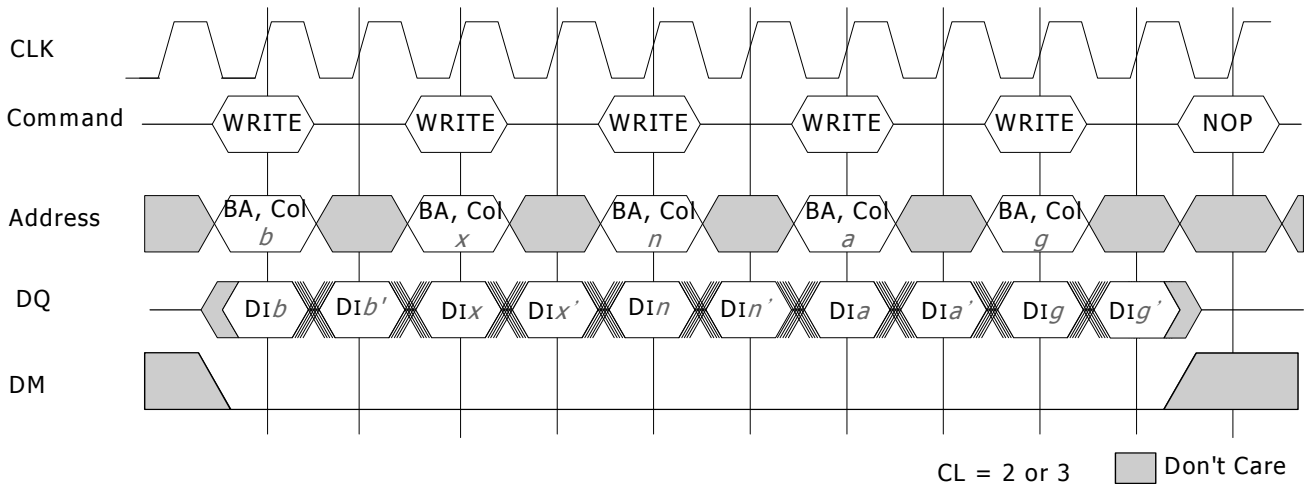 CLK
Command WRITE WRITE WRITE WRITE WRITE NOP
Address BA, Col BA, Col BA, Col BA, Col BA, Col
b x n a g
DQ DIb DIb' DIx DIx’ DIn DIn’ DIa DIa’ DIg DIg’
DM
CL = 2 or 3 Don't Care